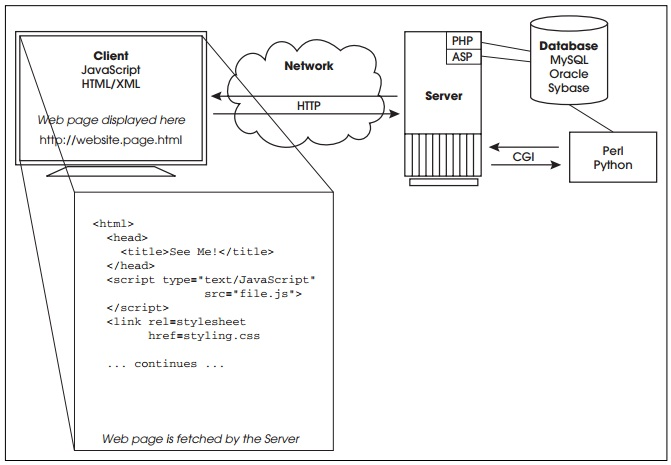 Client
JavaScript
HTML/XML
Web page displayed here
http://website.page.html
Network
HTTP
PHP
ASP
Server
Database
MySQL
Oracle
Sybase
CGI
Perl
Python
<html>
<head>
<title>See Me!</title>
</head>
<script type="text/JavaScript"
src="file.js">
</script>
<link rel=stylesheet
href=styling.css
... continues ...
Web page is fetched by the Server